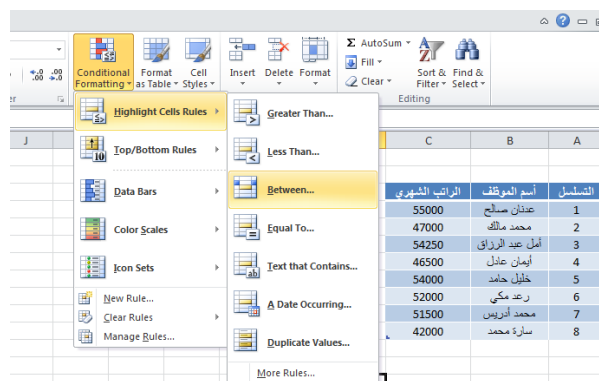 Σ AutoSum
Fill
Clear
Conditional Formatting
Format as Table
Cell Styles
Insert
Delete
Format
Sort & Filter
Find & Select
Editing
Highlight Cells Rules
Top/Bottom Rules
Data Bars
Color Scales
Icon Sets
New Rule...
Clear Rules
Manage Rules...
Greater Than...
Less Than...
Between...
Equal To...
Text that Contains...
A Date Occurring...
Duplicate Values...
More Rules...
J C B A
التسلسل أسم الموظف الراتب الشهري
1 عدنان صالح 55000
2 محمد مالك 47000
3 أمل عبد الرزاق 54250
4 أيمان عادل 46500
5 خليل حامد 54000
6 رعد مكي 52000
7 محمد أدريس 51500
8 سارة محمد 42000